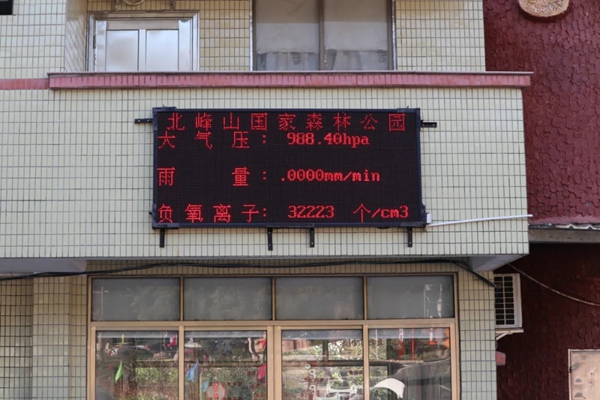 北峰山国家森林公园
大气压: 988.40hpa
雨量: .0000mm/min
负氧离子: 32223 个/cm3